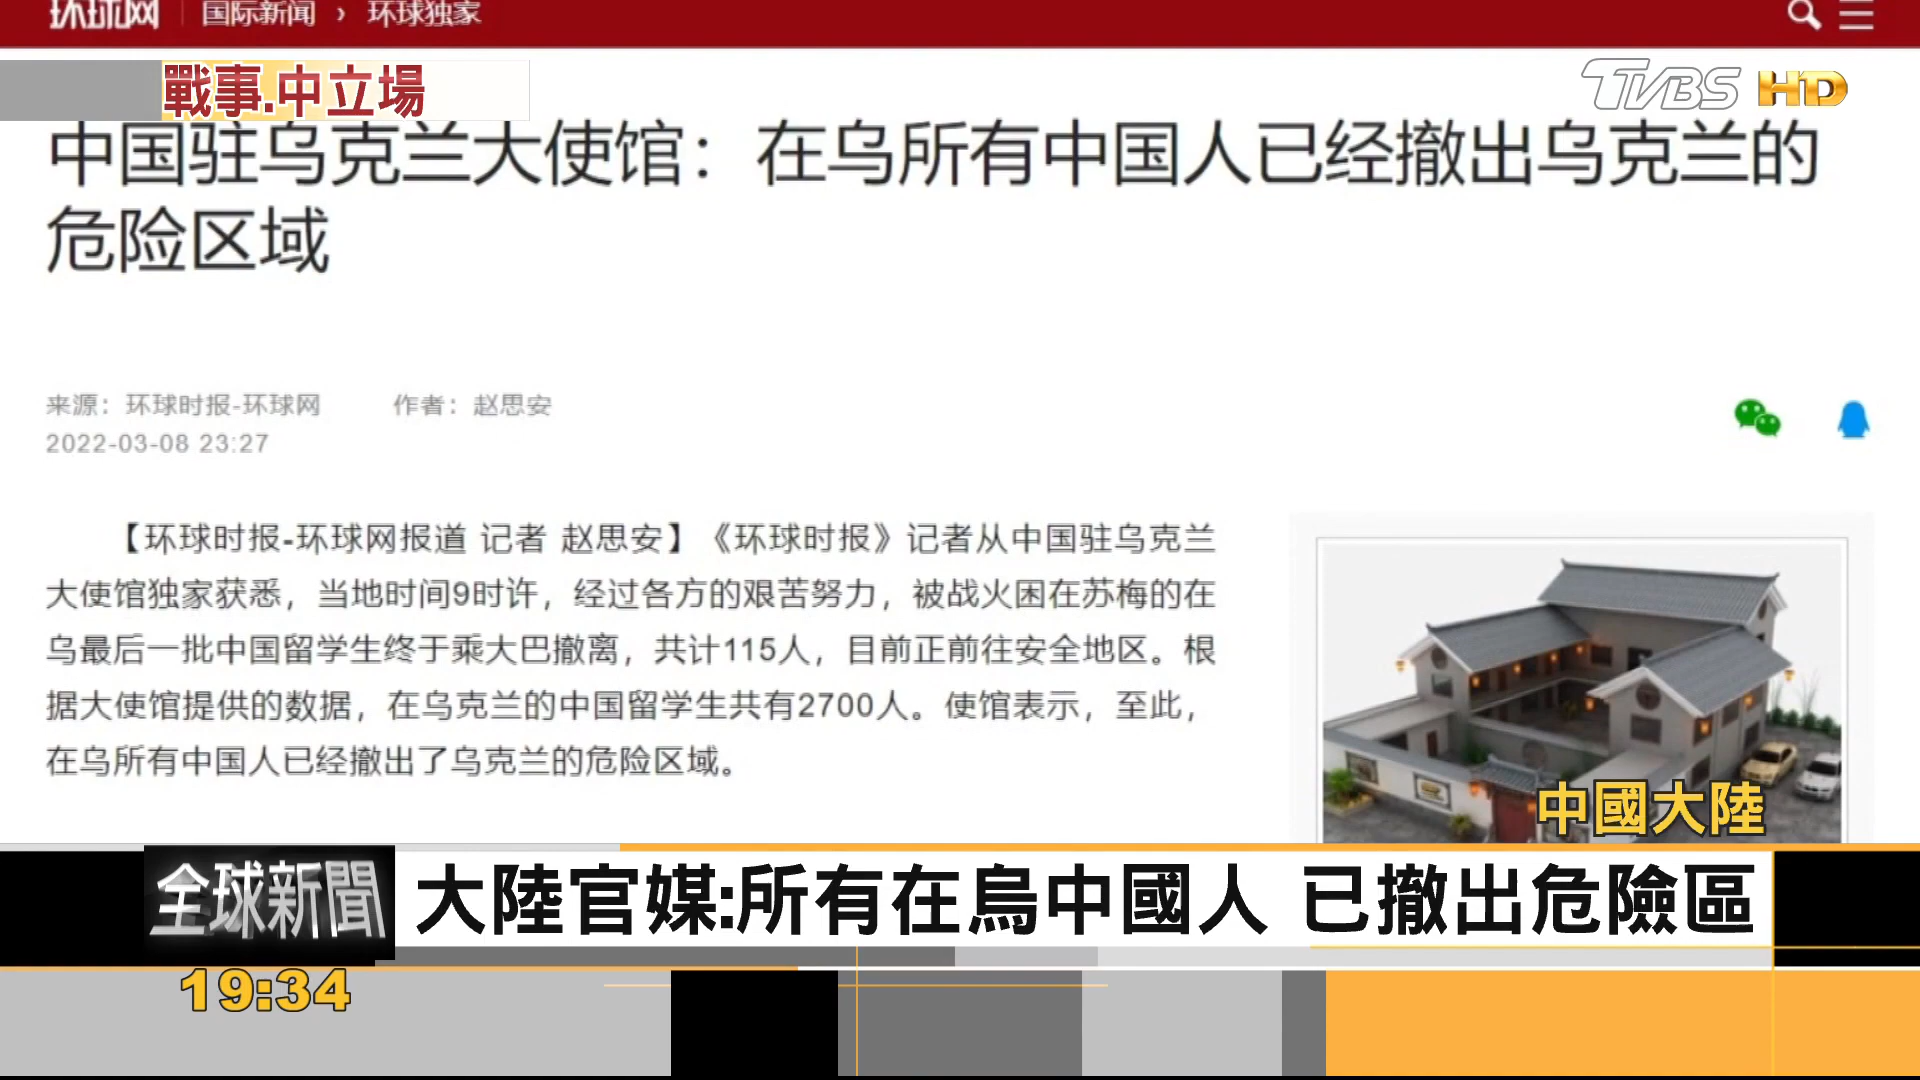 环球网 国际新闻 › 环球独家
戰事.中立場
TVBS HD
中国驻乌克兰大使馆：在乌所有中国人已经撤出乌克兰的
危险区域
来源：环球时报-环球网 作者：赵思安
2022-03-08 23:27
【环球时报-环球网报道 记者 赵思安】《环球时报》记者从中国驻乌克兰
大使馆独家获悉，当地时间9时许，经过各方的艰苦努力，被战火困在苏梅的在
乌最后一批中国留学生终于乘大巴撤离，共计115人，目前正前往安全地区。根
据大使馆提供的数据，在乌克兰的中国留学生共有2700人。使馆表示，至此，
在乌所有中国人已经撤出了乌克兰的危险区域。
中國大陸
全球新聞
大陸官媒:所有在烏中國人 已撤出危險區
19:34